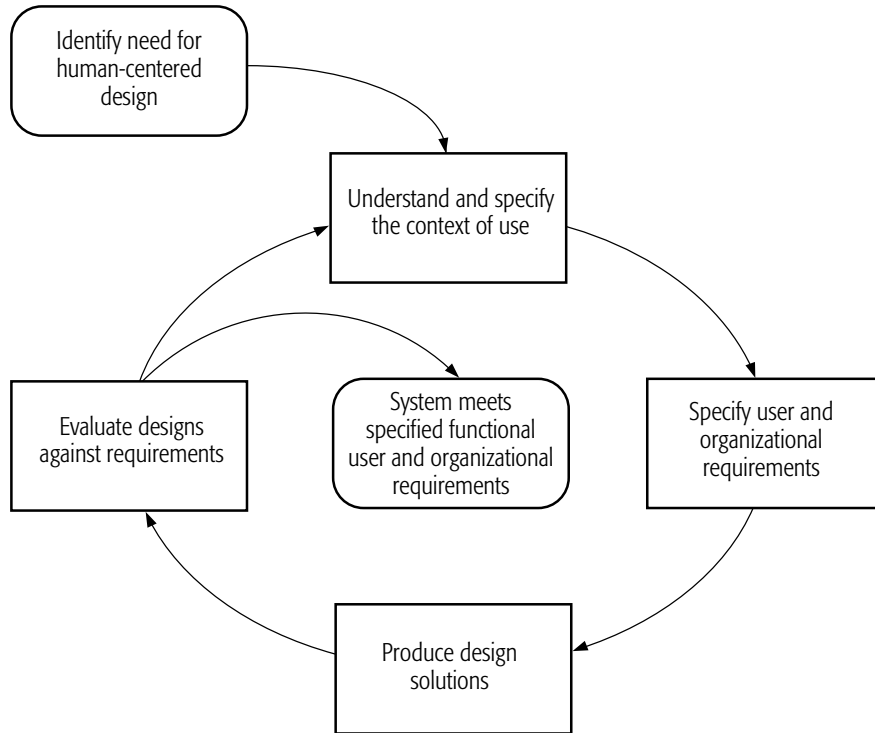 Identify need for
human-centered
design
Understand and specify
the context of use
Evaluate designs
against requirements
System meets
specified functional
user and organizational
requirements
Specify user and
organizational
requirements
Produce design
solutions